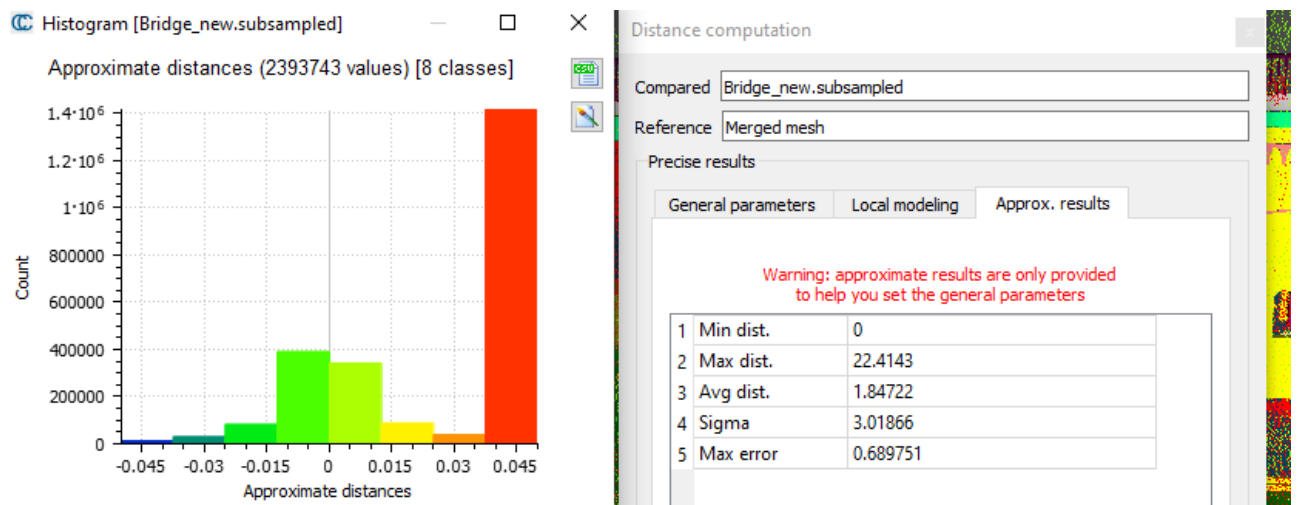 Histogram [Bridge_new.subsampled]
Approximate distances (2393743 values) [8 classes]
CSV
1.4·10⁶
1.2·10⁶
1·10⁶
800000
600000
400000
200000
0
Count
-0.045 -0.03 -0.015 0 0.015 0.03 0.045
Approximate distances
Distance computation
Compared Bridge_new.subsampled
Reference Merged mesh
Precise results
General parameters Local modeling Approx. results
Warning: approximate results are only provided
to help you set the general parameters
1 Min dist. 0
2 Max dist. 22.4143
3 Avg dist. 1.84722
4 Sigma 3.01866
5 Max error 0.689751